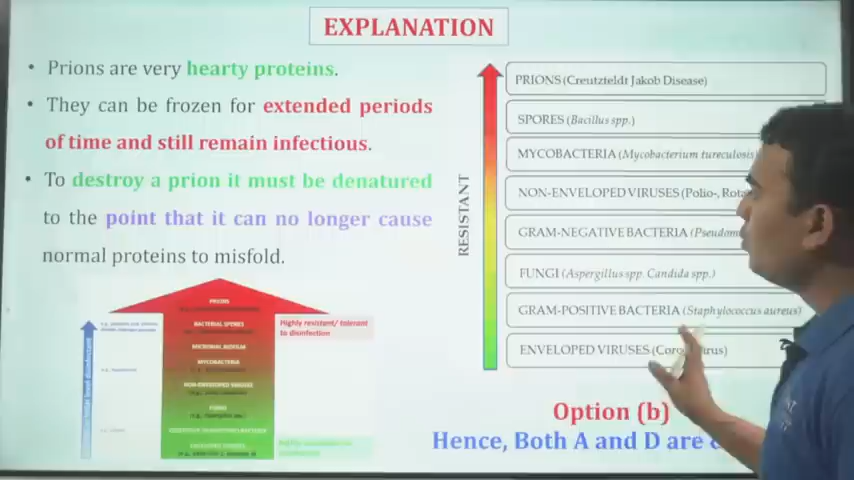 EXPLANATION
• Prions are very hearty proteins.
• They can be frozen for extended periods
of time and still remain infectious.
• To destroy a prion it must be denatured
to the point that it can no longer cause
normal proteins to misfold.
PRIONS
BACTERIAL SPORES
MICROBIAL BIOFILM
MYCOBACTERIA
NON-ENVELOPED VIRUSES
FUNGI
Highly resistant/ tolerant
to disinfection
RESISTANT
PRIONS (Creutzfeldt Jakob Disease)
SPORES (Bacillus spp.)
MYCOBACTERIA (Mycobacterium tureculosis)
NON-ENVELOPED VIRUSES (Polio-, Rota
GRAM-NEGATIVE BACTERIA (Pseudom
FUNGI (Aspergillus spp. Candida spp.)
GRAM-POSITIVE BACTERIA (Staphylococcus aureus)
ENVELOPED VIRUSES
Option (b)
Hence, Both A and D are